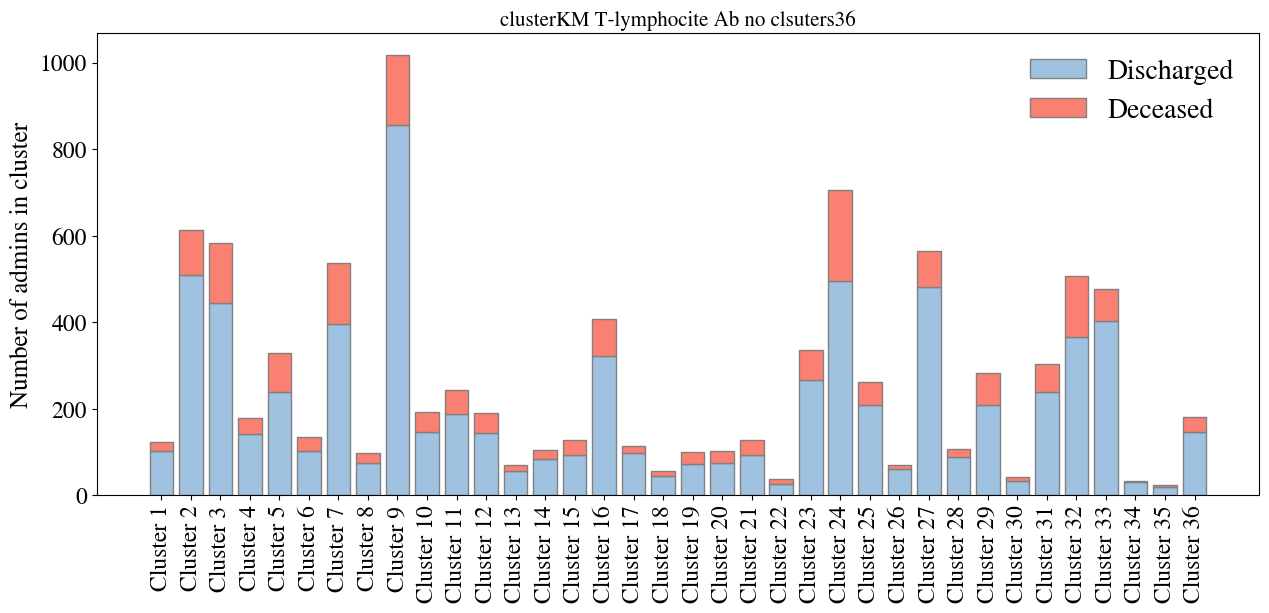 clusterKM T-lymphocite Ab no clsuters36
Discharged
Deceased
Number of admins in cluster
1000
800
600
400
200
0
Cluster 1
Cluster 2
Cluster 3
Cluster 4
Cluster 5
Cluster 6
Cluster 7
Cluster 8
Cluster 9
Cluster 10
Cluster 11
Cluster 12
Cluster 13
Cluster 14
Cluster 15
Cluster 16
Cluster 17
Cluster 18
Cluster 19
Cluster 20
Cluster 21
Cluster 22
Cluster 23
Cluster 24
Cluster 25
Cluster 26
Cluster 27
Cluster 28
Cluster 29
Cluster 30
Cluster 31
Cluster 32
Cluster 33
Cluster 34
Cluster 35
Cluster 36